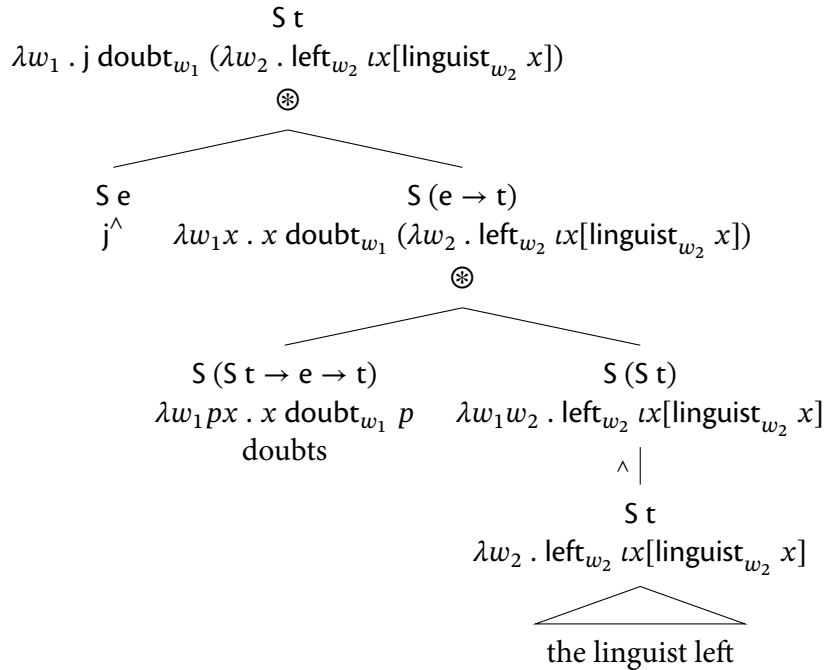 S t
λw₁ . j doubt_w₁ (λw₂ . left_w₂ ιx[linguist_w₂ x])
⊛
S e S (e → t)
j^ λw₁x . x doubt_w₁ (λw₂ . left_w₂ ιx[linguist_w₂ x])
⊛
S (S t → e → t) S (S t)
λw₁px . x doubt_w₁ p λw₁w₂ . left_w₂ ιx[linguist_w₂ x]
doubts
^
S t
λw₂ . left_w₂ ιx[linguist_w₂ x]
the linguist left